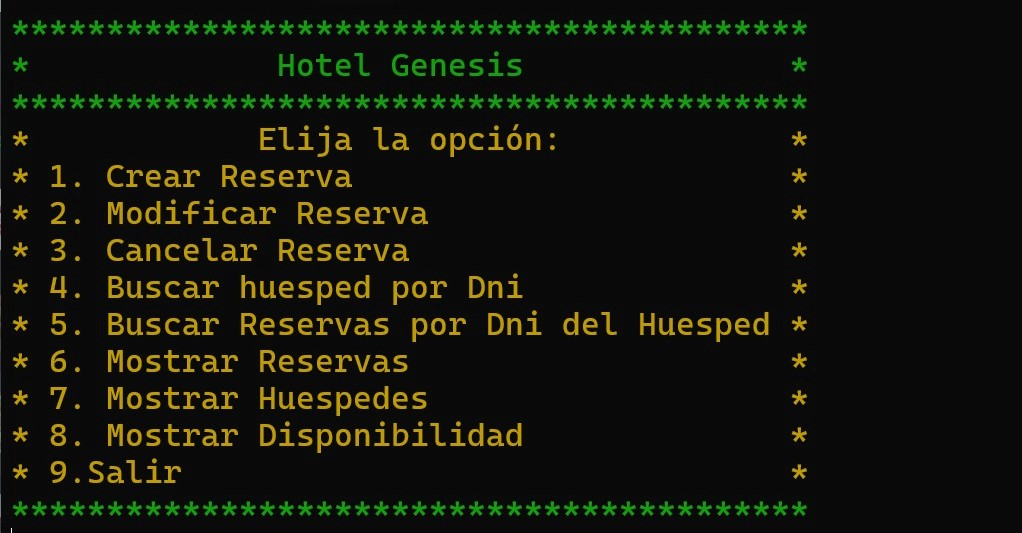 ******************************************
* Hotel Genesis *
******************************************
* Elija la opción: *
* 1. Crear Reserva *
* 2. Modificar Reserva *
* 3. Cancelar Reserva *
* 4. Buscar huesped por Dni *
* 5. Buscar Reservas por Dni del Huesped *
* 6. Mostrar Reservas *
* 7. Mostrar Huespedes *
* 8. Mostrar Disponibilidad *
* 9.Salir *
******************************************